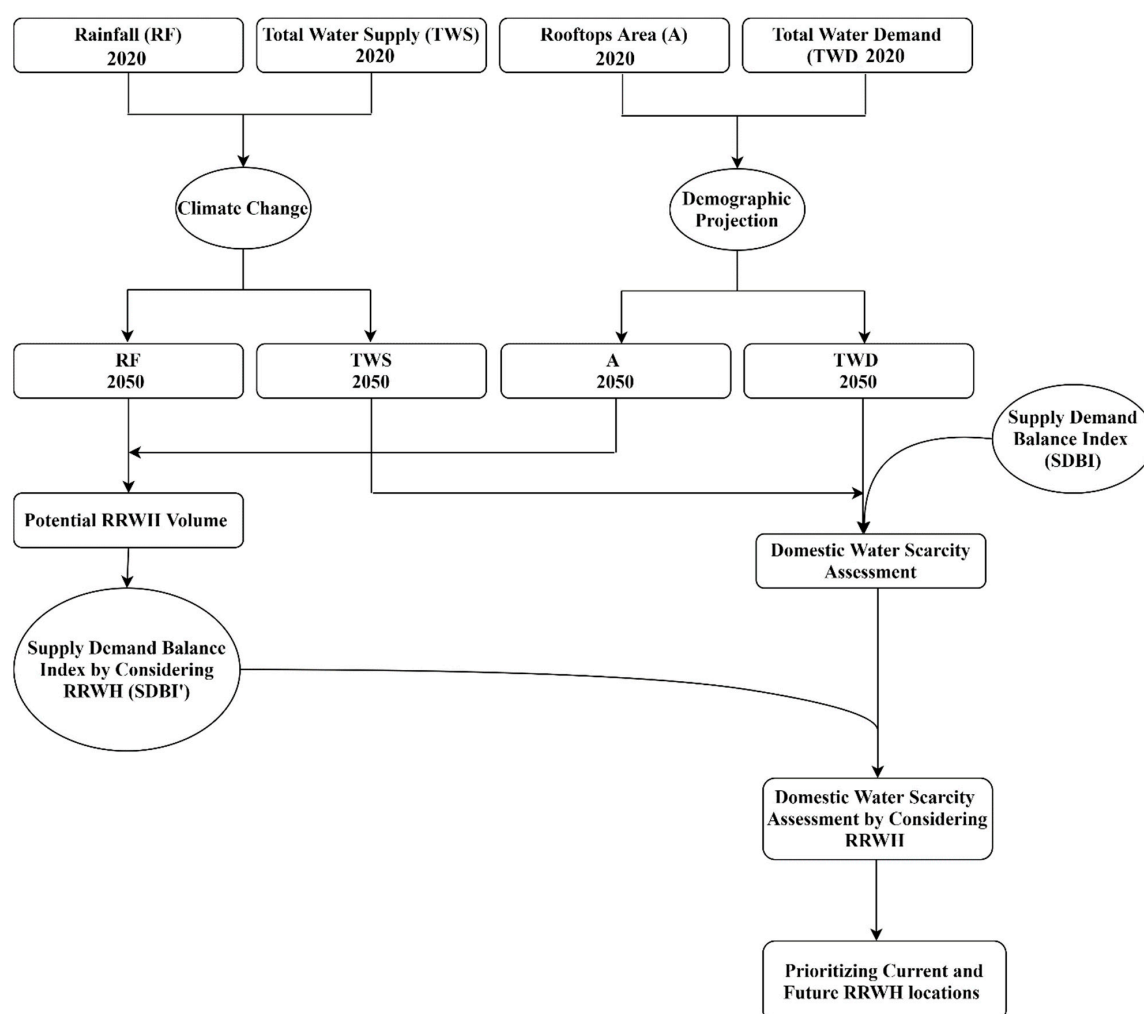 Rainfall (RF)
2020
Total Water Supply (TWS)
2020
Rooftops Area (A)
2020
Total Water Demand
(TWD 2020
Climate Change
Demographic
Projection
RF
2050
TWS
2050
A
2050
TWD
2050
Supply Demand
Balance Index
(SDBI)
Potential RRWII Volume
Domestic Water Scarcity
Assessment
Supply Demand Balance
Index by Considering
RRWH (SDBI')
Domestic Water Scarcity
Assessment by Considering
RRWII
Prioritizing Current and
Future RRWH locations